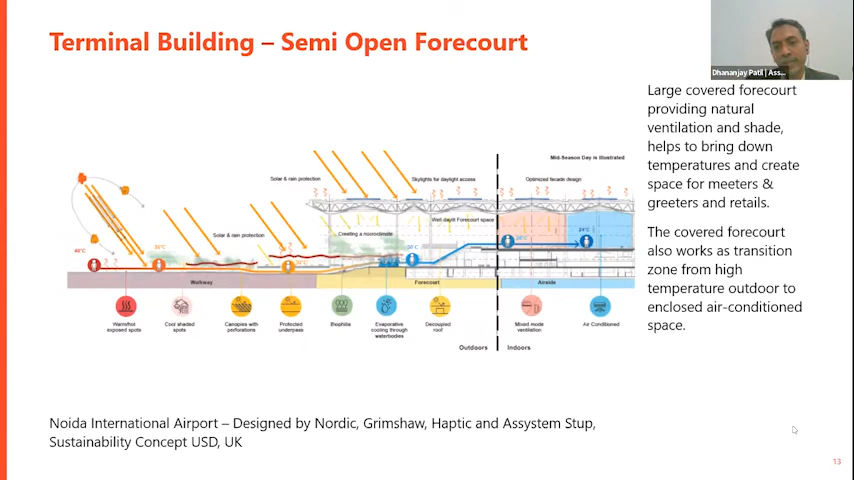 Terminal Building – Semi Open Forecourt
Dhananjay Patil | Ass...
Large covered forecourt
providing natural
ventilation and shade,
helps to bring down
temperatures and create
space for meeters &
greeters and retails.
The covered forecourt
also works as transition
zone from high
temperature outdoor to
enclosed air-conditioned
space.
Mid-Season Day is Illustrated
Solar & rain protection
Skylights for daylight access
Optimized facade design
Well daylit Forecourt space
Solar & rain protection
Creating a microclimate
40°C
35°C
30°C
24°C
Walkway
Forecourt
Airside
Warm/hot
exposed spots
Cool shaded
spots
Canopies with
perforations
Protected
underpass
Biophilia
Evaporative
cooling through
waterbodies
Decoupled
roof
Mixed mode
ventilation
Air Conditioned
Outdoors
Indoors
Noida International Airport – Designed by Nordic, Grimshaw, Haptic and Assystem Stup,
Sustainability Concept USD, UK
13